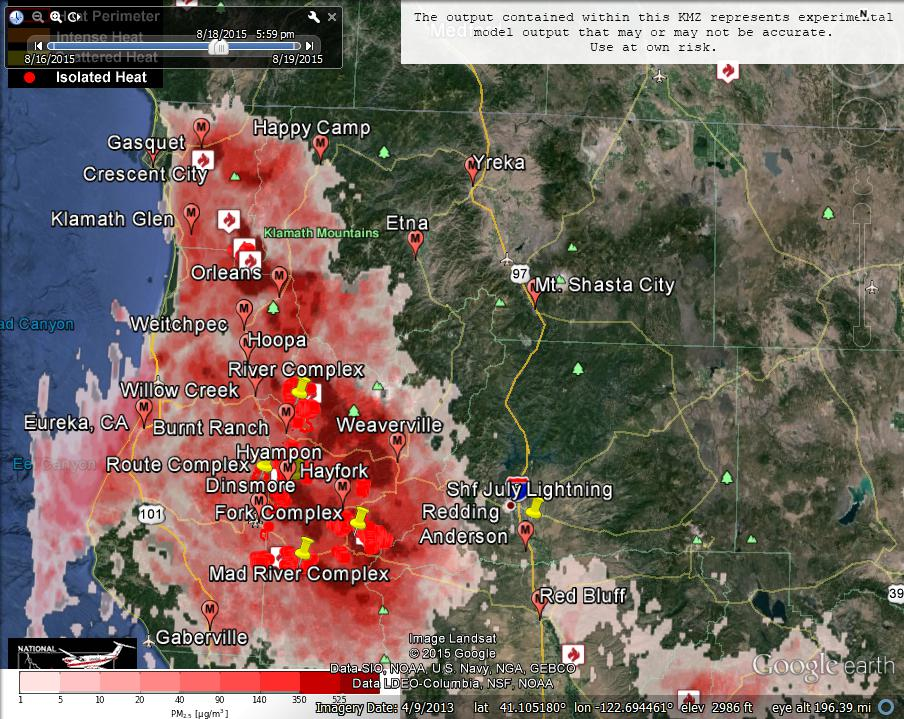 Heat Perimeter
Intense Heat
Scattered Heat
Isolated Heat
8/18/2015 5:59 pm
8/16/2015
8/19/2015
The output contained within this KMZ represents experimental
model output that may or may not be accurate.
Use at own risk.
N
Happy Camp
Gasquet
Crescent City
Yreka
Klamath Glen
Etna
Klamath Mountains
Orleans
97
Mt. Shasta City
Weitchpec
ad Canyon
Hoopa
River Complex
Willow Creek
Eureka, CA
Burnt Ranch
Weaverville
Hyampon
Eel Canyon
Route Complex
Hayfork
Dinsmore
Shf July Lightning
101
Fork Complex
Redding
Anderson
Mad River Complex
Red Bluff
39
Gaberville
NATIONAL
Image Landsat
© 2015 Google
Data SIO, NOAA, U.S. Navy, NGA, GEBCO
Data LDEO-Columbia, NSF, NOAA
Google earth
1 5 10 20 40 90 140 350 525
PM2.5 [µg/m³]
Imagery Date: 4/9/2013 lat 41.105180° lon -122.694461° elev 2986 ft eye alt 196.39 mi